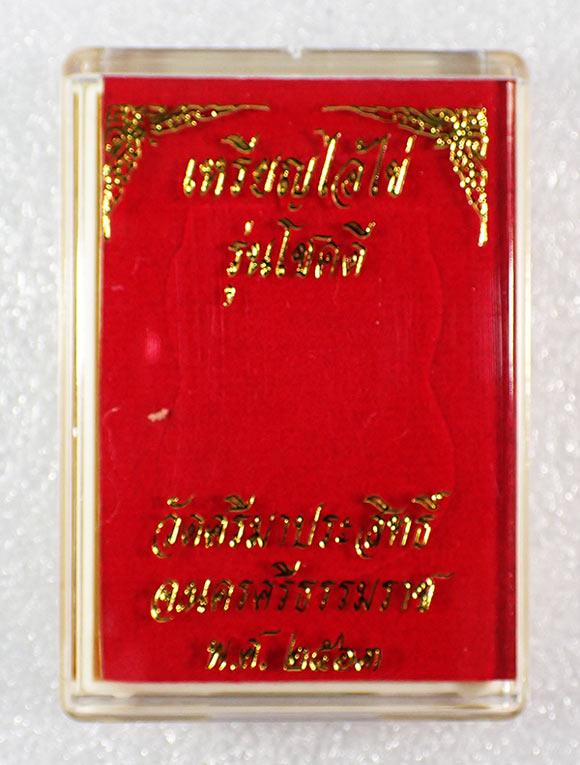 เหรียญไอ้ไข่
รุ่นโชคดี
วัดศรีมาประสิทธิ์
จ.นครศรีธรรมราช
พ.ศ. ๒๕๖๓